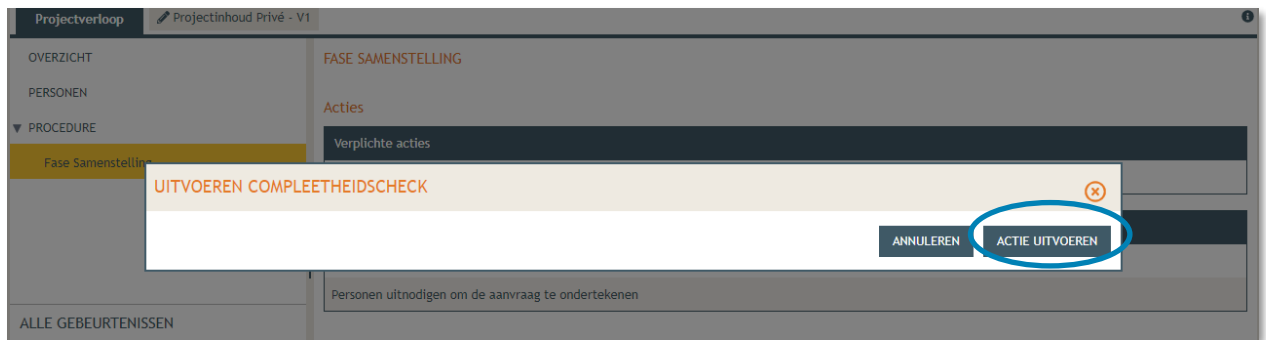 Projectverloop
Projectinhoud Privé - V1
OVERZICHT
PERSONEN
PROCEDURE
Fase Samenstelling
ALLE GEBEURTENISSEN
FASE SAMENSTELLING
Acties
Verplichte acties
UITVOEREN COMPLEETHEIDSCHECK
ANNULEREN
ACTIE UITVOEREN
Personen uitnodigen om de aanvraag te ondertekenen